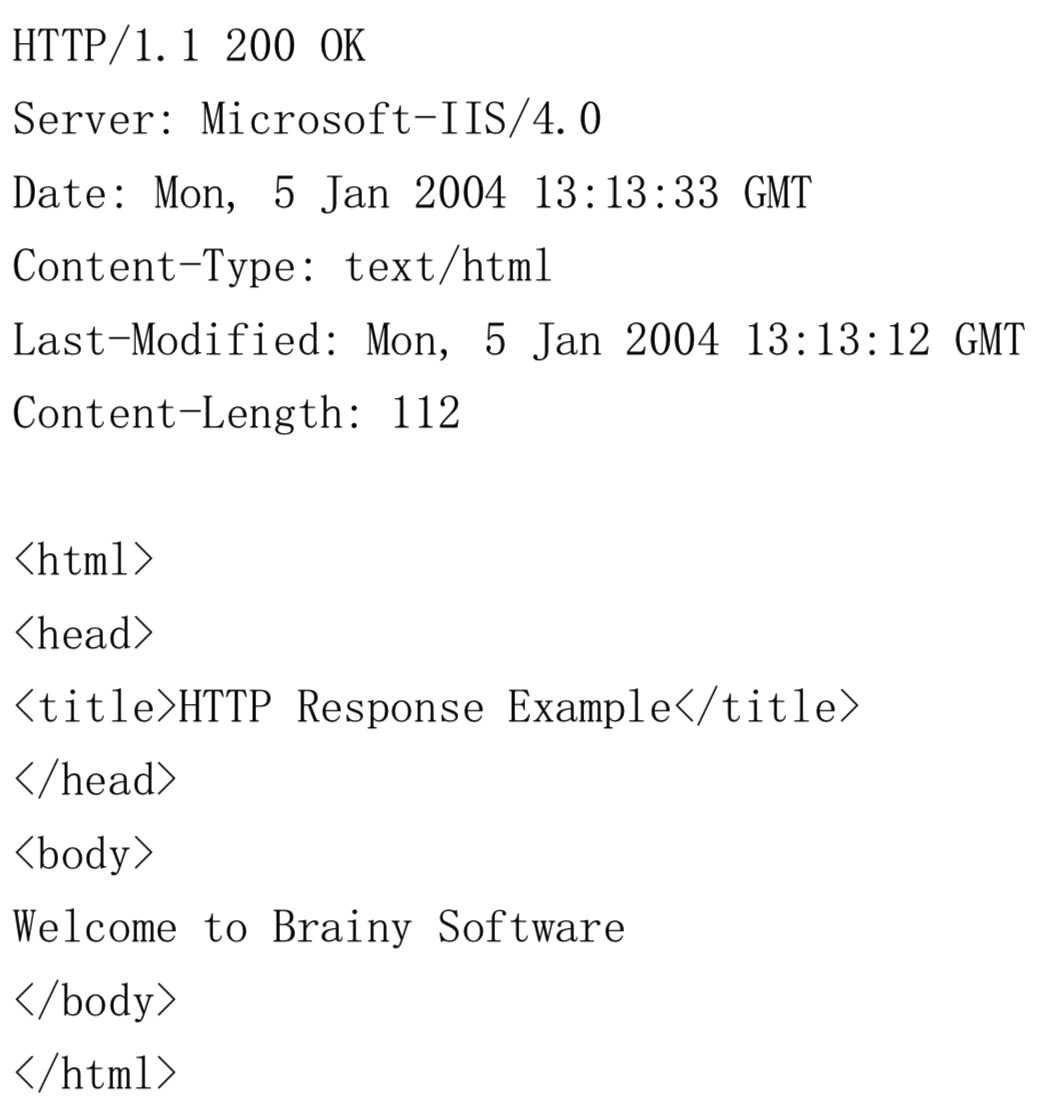 HTTP/1.1 200 OK
Server: Microsoft-IIS/4.0
Date: Mon, 5 Jan 2004 13:13:33 GMT
Content-Type: text/html
Last-Modified: Mon, 5 Jan 2004 13:13:12 GMT
Content-Length: 112

<html>
<head>
<title>HTTP Response Example</title>
</head>
<body>
Welcome to Brainy Software
</body>
</html>